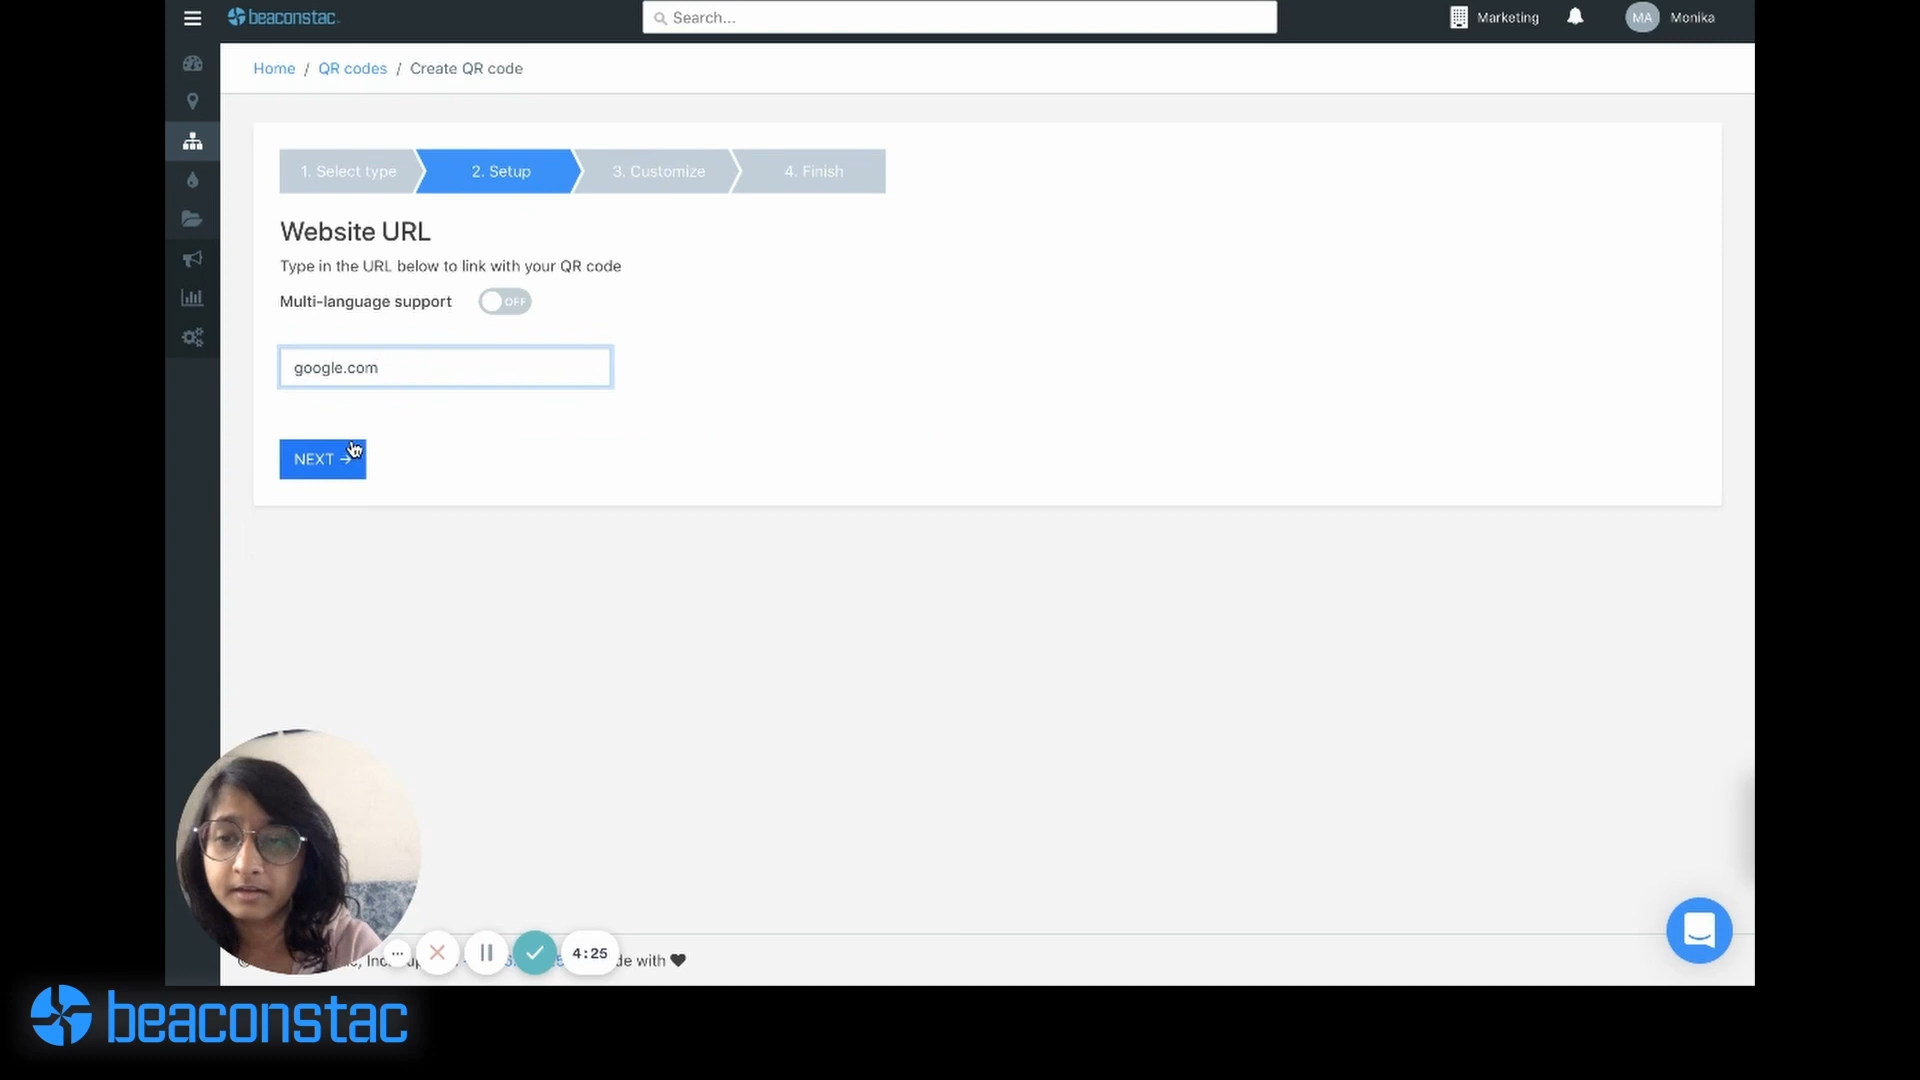 beaconstac
Search...
Marketing
MA
Monika
Home / QR codes / Create QR code
1. Select type
2. Setup
3. Customize
4. Finish
Website URL
Type in the URL below to link with your QR code
Multi-language support
OFF
google.com
NEXT →
...
4:25
with ♥
beaconstac